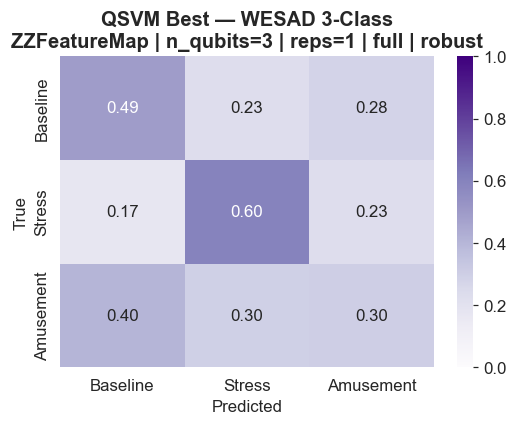 QSVM Best — WESAD 3-Class
ZZFeatureMap | n_qubits=3 | reps=1 | full | robust
True
Baseline
0.49 0.23 0.28
Stress
0.17 0.60 0.23
Amusement
0.40 0.30 0.30
Baseline Stress Amusement
Predicted
1.0
0.8
0.6
0.4
0.2
0.0